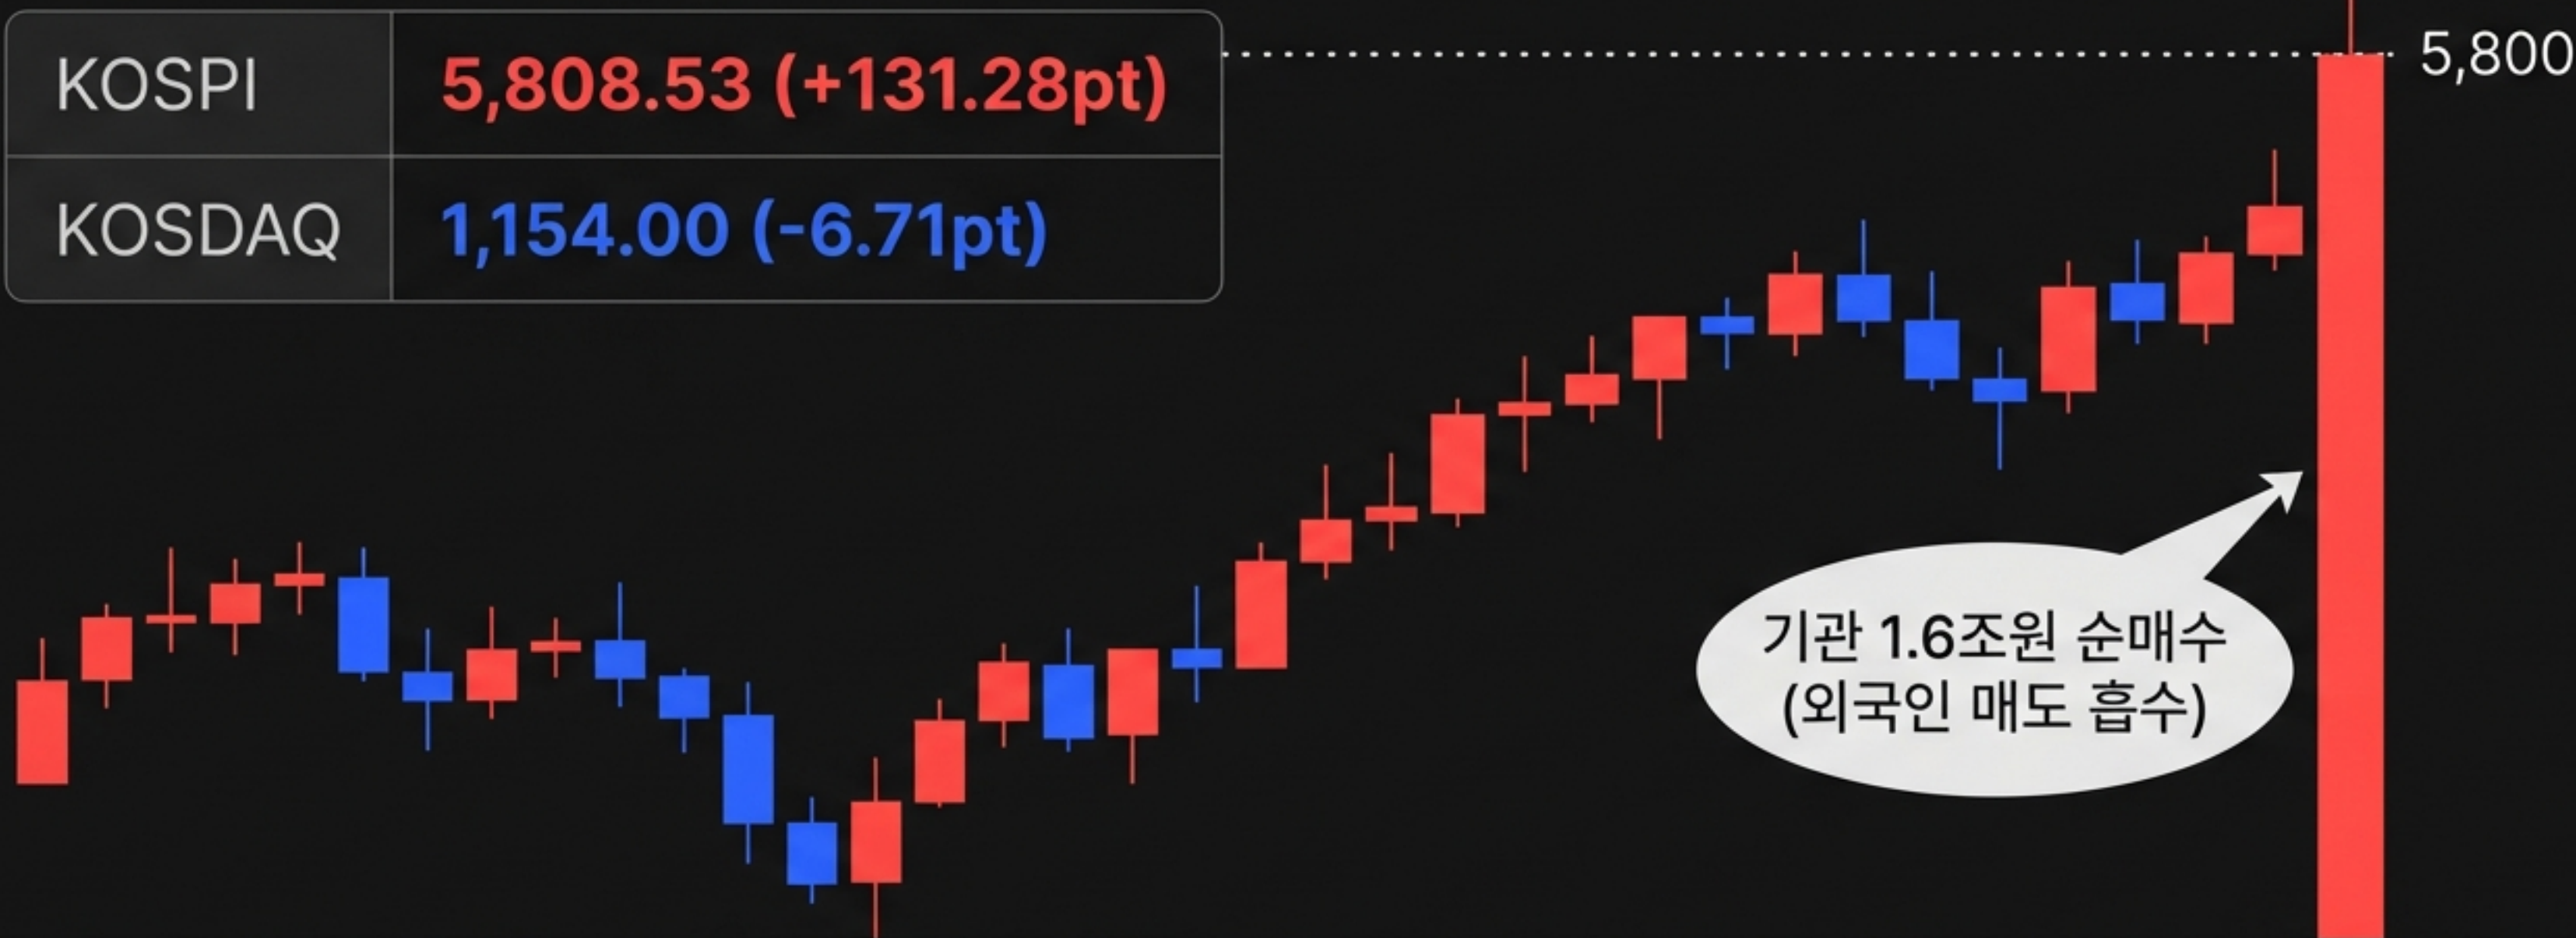 KOSPI 5,808.53 (+131.28pt)
KOSDAQ 1,154.00 (-6.71pt)
5,800
기관 1.6조원 순매수
(외국인 매도 흡수)